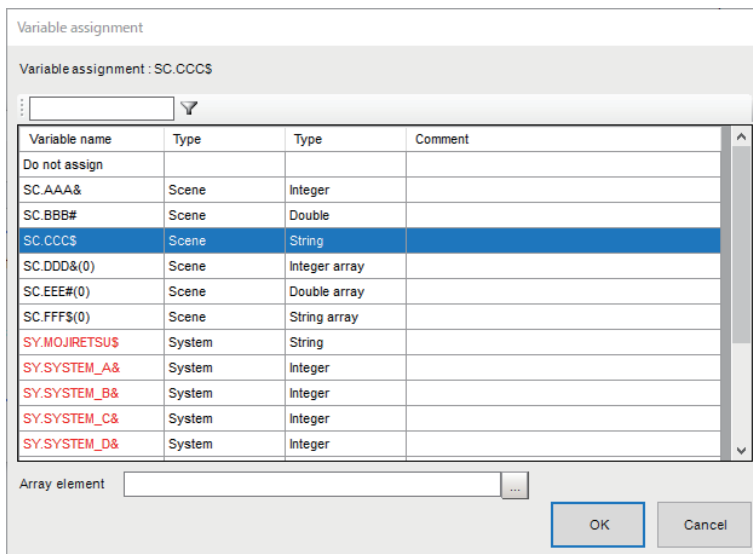 Variable assignment
Variable assignment : SC.CCC$
Variable name Type Type Comment
Do not assign
SC.AAA& Scene Integer
SC.BBB# Scene Double
SC.CCC$ Scene String
SC.DDD&(0) Scene Integer array
SC.EEE#(0) Scene Double array
SC.FFF$(0) Scene String array
SY.MOJIRETSU$ System String
SY.SYSTEM_A& System Integer
SY.SYSTEM_B& System Integer
SY.SYSTEM_C& System Integer
SY.SYSTEM_D& System Integer
Array element ...
OK Cancel